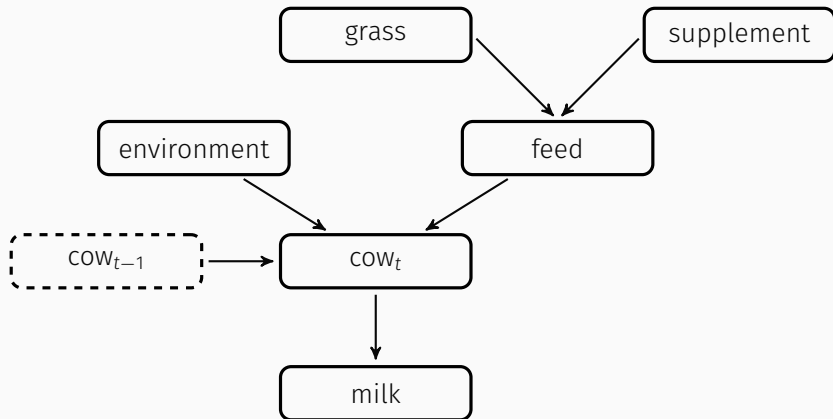 grass
supplement
environment
feed
cow_{t−1}
cow_t
milk